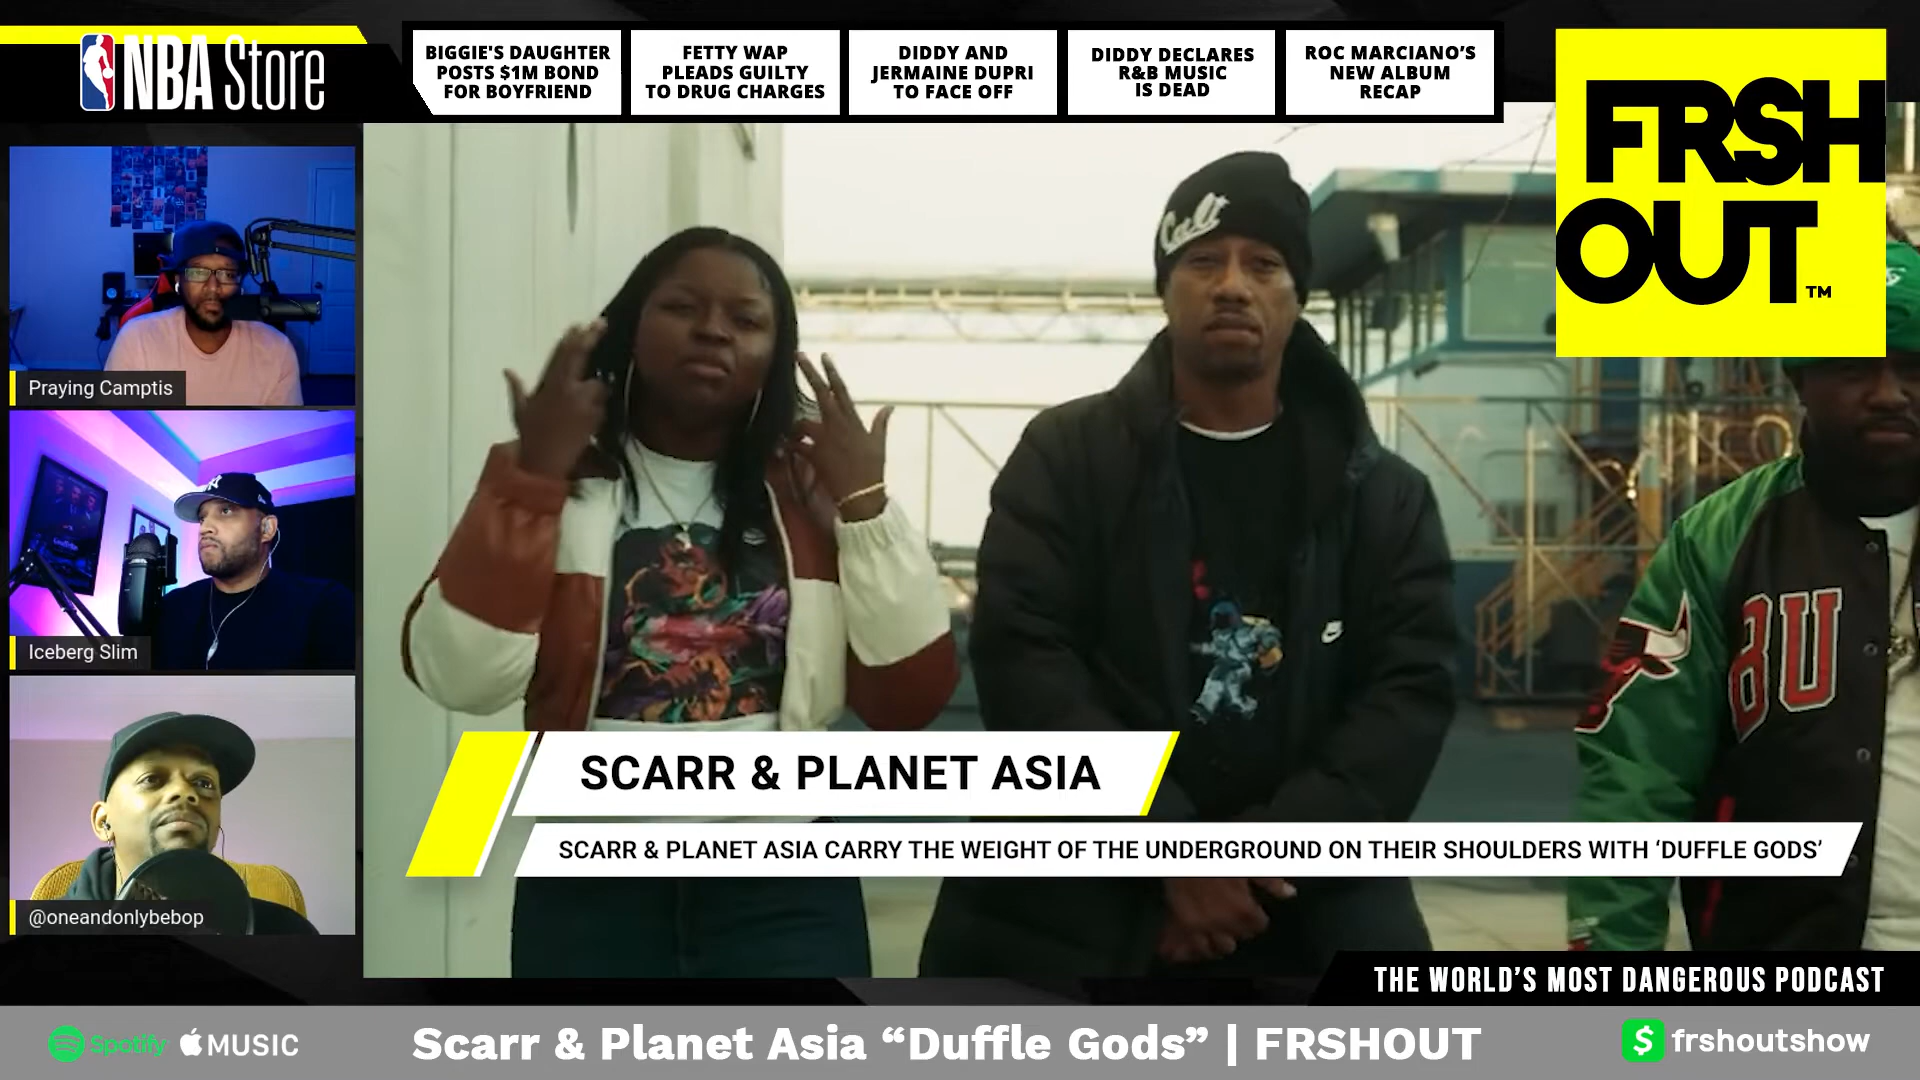 NBA Store
BIGGIE'S DAUGHTER
POSTS $1M BOND
FOR BOYFRIEND
FETTY WAP
PLEADS GUILTY
TO DRUG CHARGES
DIDDY AND
JERMAINE DUPRI
TO FACE OFF
DIDDY DECLARES
R&B MUSIC
IS DEAD
ROC MARCIANO’S
NEW ALBUM
RECAP
FRSH
OUT™
Praying Camptis
Iceberg Slim
@oneandonlybebop
Cali
BU
SCARR & PLANET ASIA
SCARR & PLANET ASIA CARRY THE WEIGHT OF THE UNDERGROUND ON THEIR SHOULDERS WITH ‘DUFFLE GODS’
THE WORLD’S MOST DANGEROUS PODCAST
Spotify
MUSIC
Scarr & Planet Asia “Duffle Gods” | FRSHOUT
$ frshoutshow